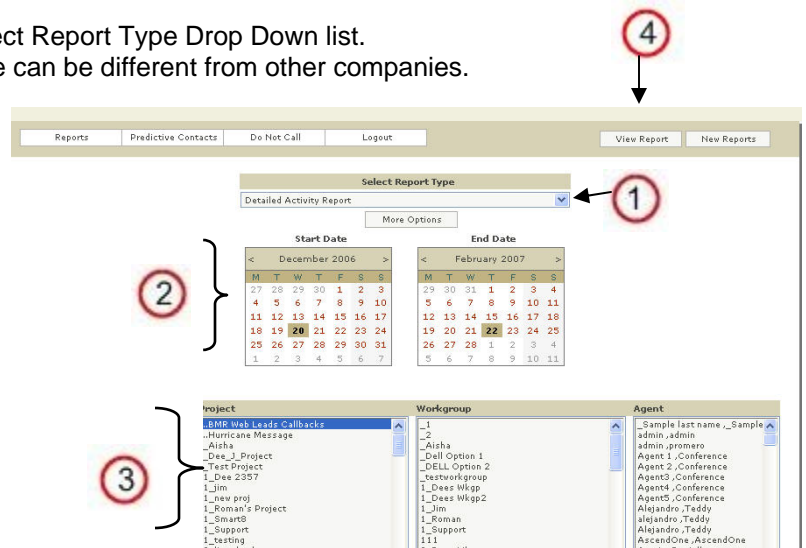 ect Report Type Drop Down list.
e can be different from other companies.
4
Reports Predictive Contacts Do Not Call Logout View Report New Reports
Select Report Type
Detailed Activity Report
1
More Options
Start Date End Date
< December 2006 > < February 2007 >
M T W T F S S M T W T F S S
27 28 29 30 1 2 3 29 30 31 1 2 3 4
4 5 6 7 8 9 10 5 6 7 8 9 10 11
11 12 13 14 15 16 17 12 13 14 15 16 17 18
18 19 20 21 22 23 24 19 20 21 22 23 24 25
25 26 27 28 29 30 31 26 27 28 1 2 3 4
1 2 3 4 5 6 7 5 6 7 8 9 10 11
2
Project Workgroup Agent
..BMR Web Leads Callbacks _1 _Sample last name ,_Sample
..Hurricane Message _2 admin ,admin
_Aisha _Aisha admin ,promero
_Dee_J_Project _Dell Option 1 Agent 1 ,Conference
_Test Project _DELL Option 2 Agent 2 ,Conference
1_Dee 2357 _testworkgroup Agent3 ,Conference
1_jim 1_Dees Wkgp Agent4 ,Conference
1_new proj 1_Dees Wkgp2 Agent5 ,Conference
1_Roman's Project 1_Jim Alejandro ,Teddy
1_Smart8 1_Roman alejandro ,Teddy
1_Support 1_Support Alejandro ,Teddy
1_testing 111 AscendOne ,AscendOne
3